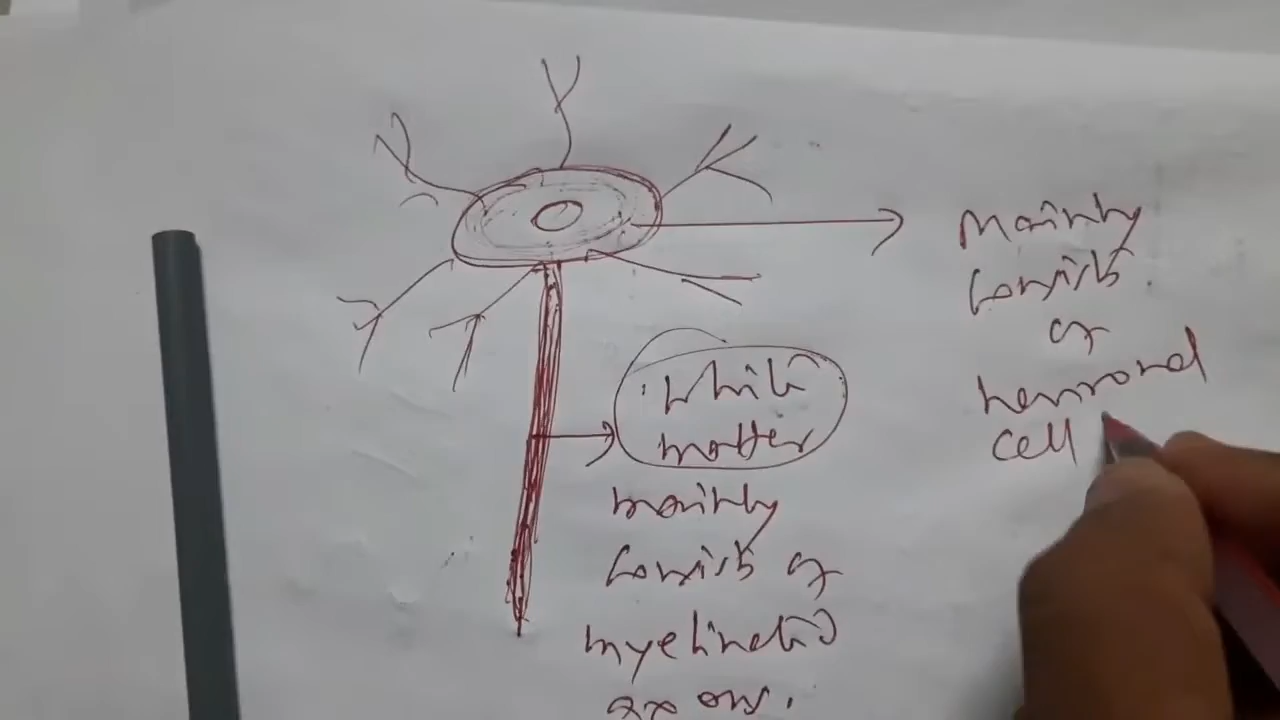 White
matter
mainly
consists of
myelinated
axons.
Mainly
consists
of
neuronal
cell